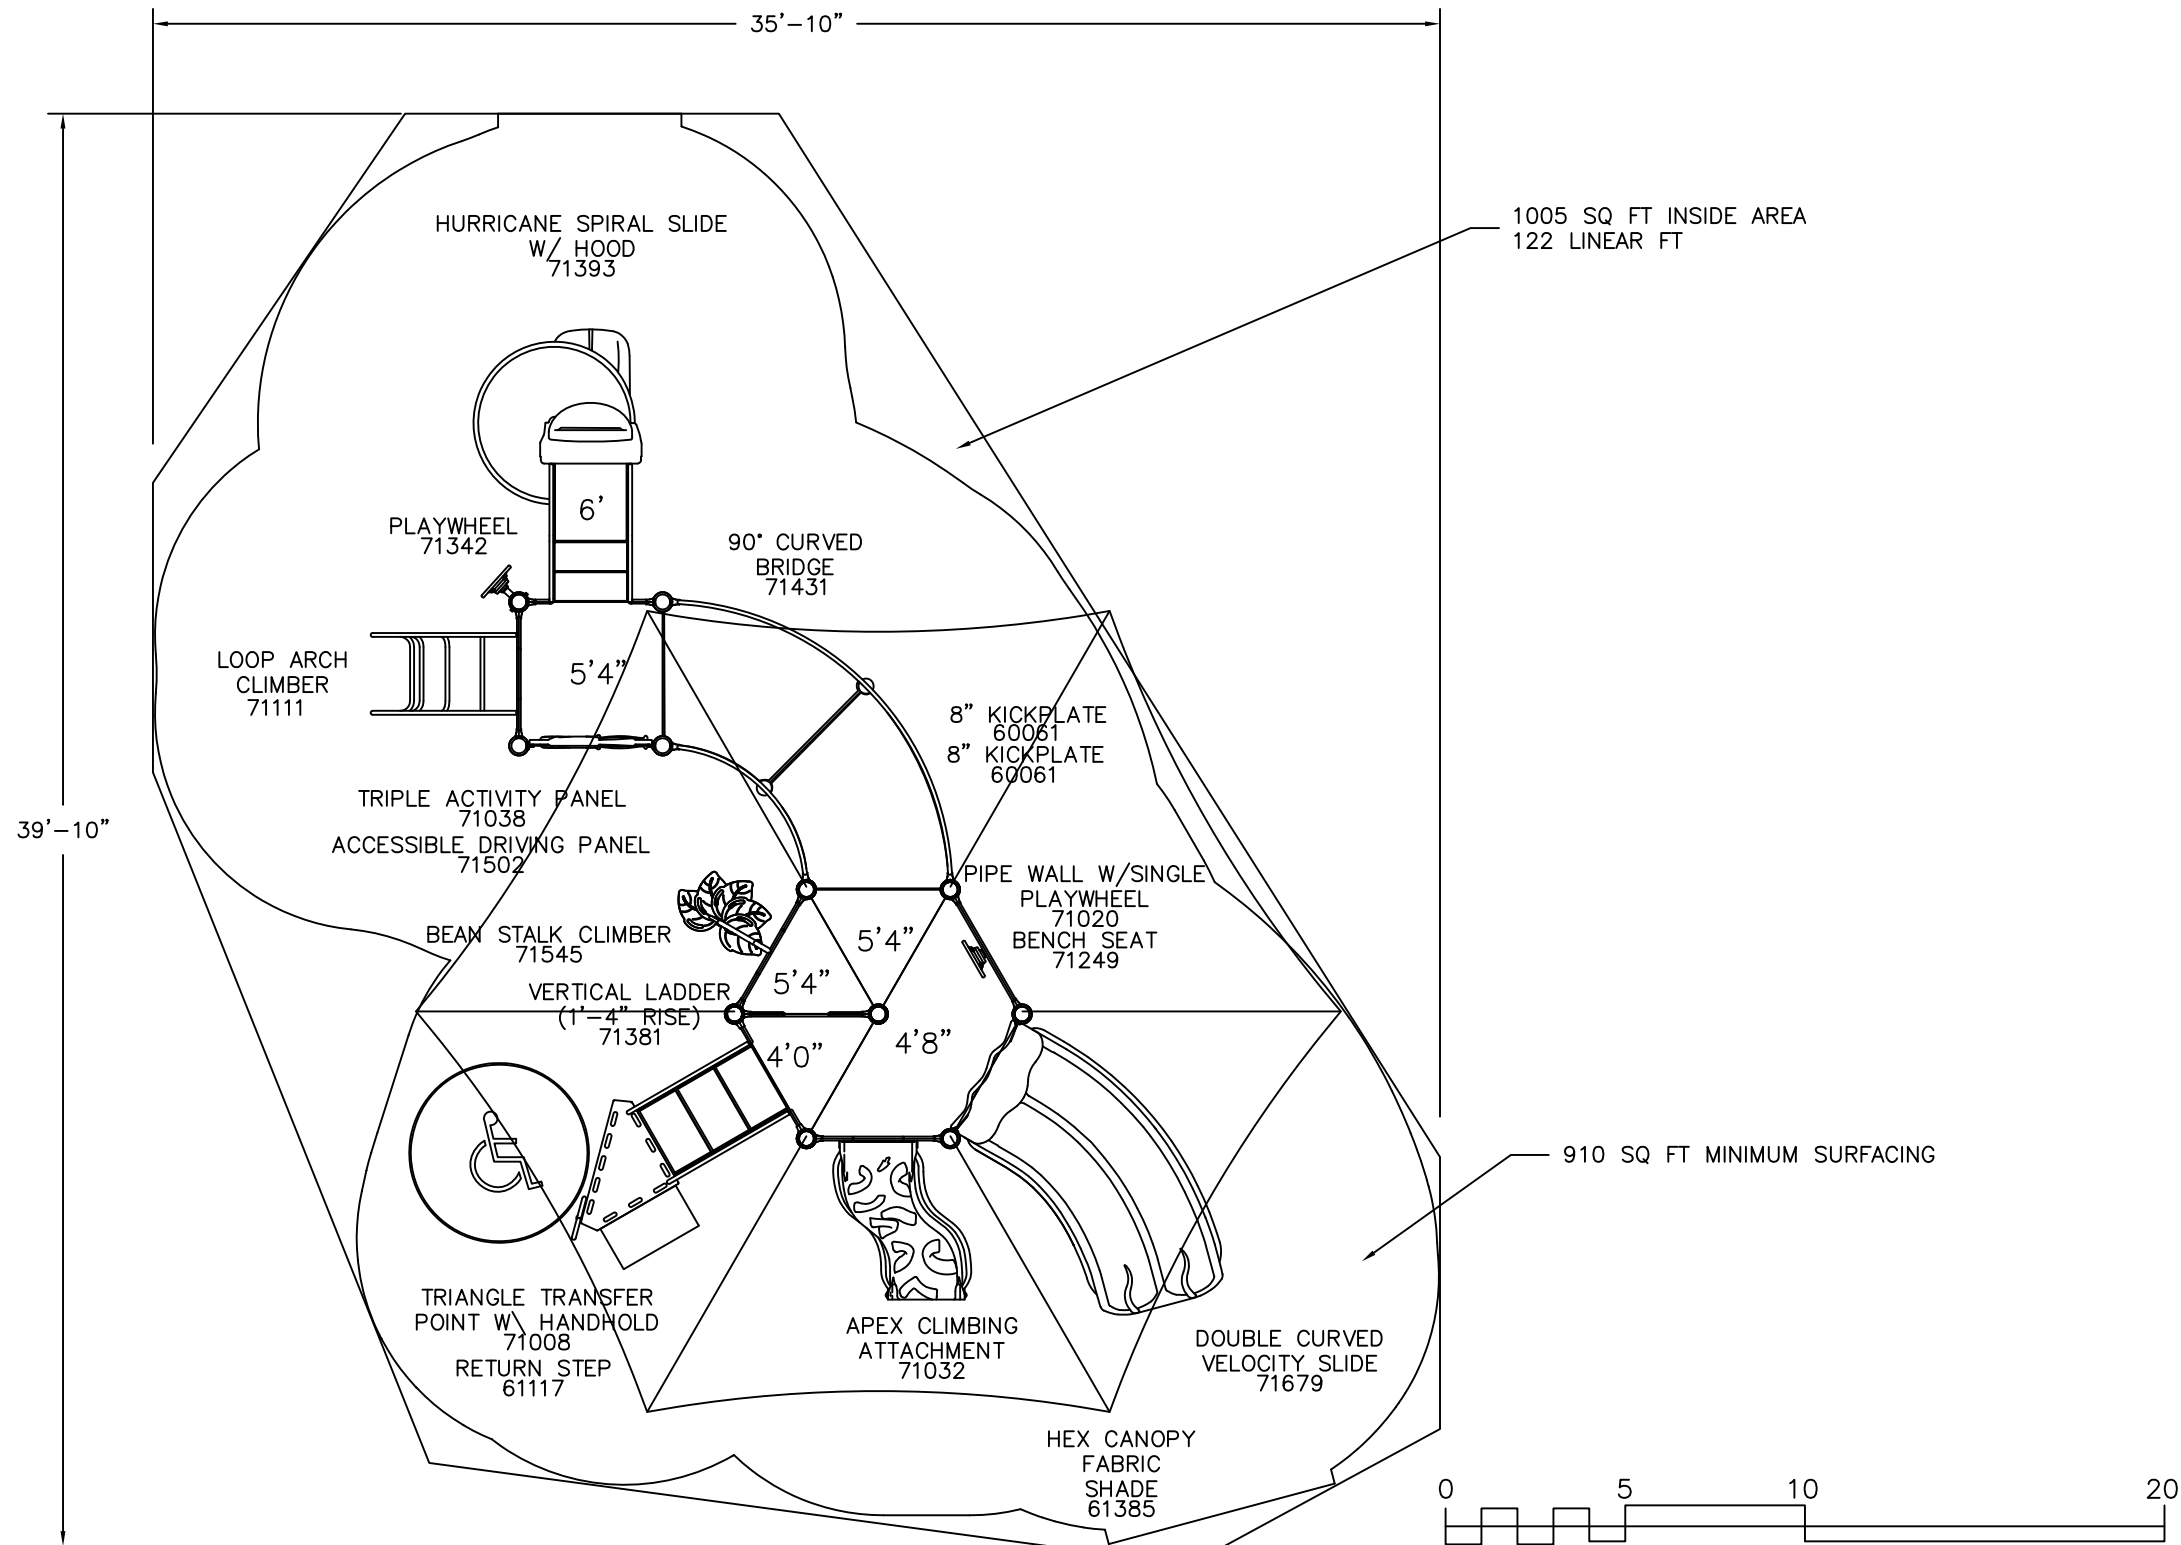 35'-10"
HURRICANE SPIRAL SLIDE
W/ HOOD
71393
1005 SQ FT INSIDE AREA
122 LINEAR FT
6'
PLAYWHEEL
71342
90° CURVED
BRIDGE
71431
LOOP ARCH
CLIMBER
71111
5'4"
8" KICKPLATE
60061
8" KICKPLATE
60061
TRIPLE ACTIVITY PANEL
71038
ACCESSIBLE DRIVING PANEL
71502
39'-10"
PIPE WALL W/SINGLE
PLAYWHEEL
71020
BENCH SEAT
71249
BEAN STALK CLIMBER
71545
5'4"
5'4"
VERTICAL LADDER
(1'-4" RISE)
71381
4'0"
4'8"
910 SQ FT MINIMUM SURFACING
TRIANGLE TRANSFER
POINT W\ HANDHOLD
71008
RETURN STEP
61117
APEX CLIMBING
ATTACHMENT
71032
DOUBLE CURVED
VELOCITY SLIDE
71679
HEX CANOPY
FABRIC
SHADE
61385
0 5 10 20